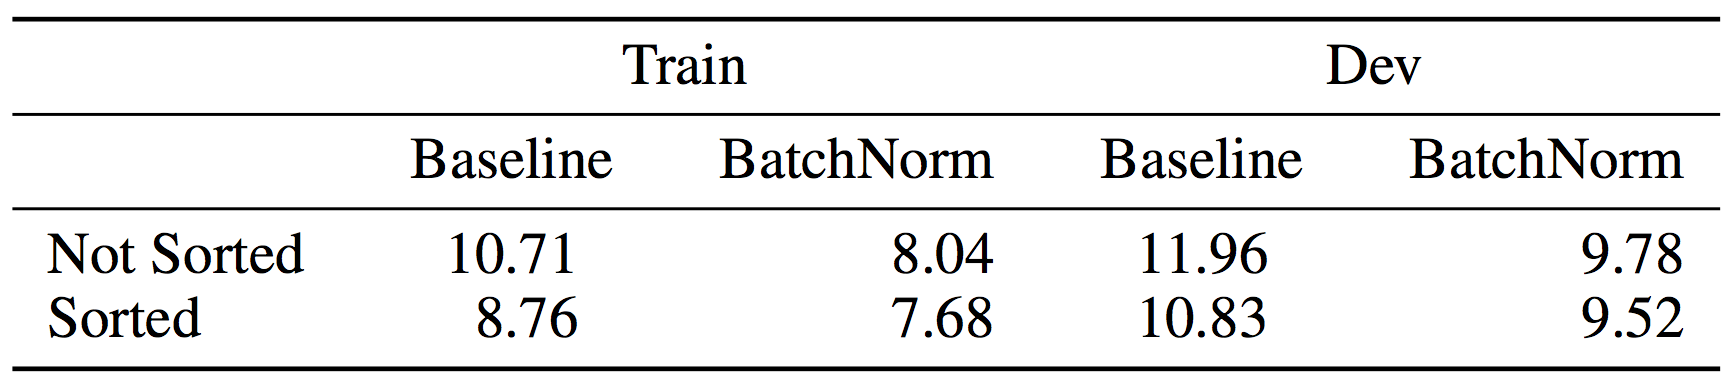 Train Dev
Baseline BatchNorm Baseline BatchNorm
Not Sorted 10.71 8.04 11.96 9.78
Sorted 8.76 7.68 10.83 9.52